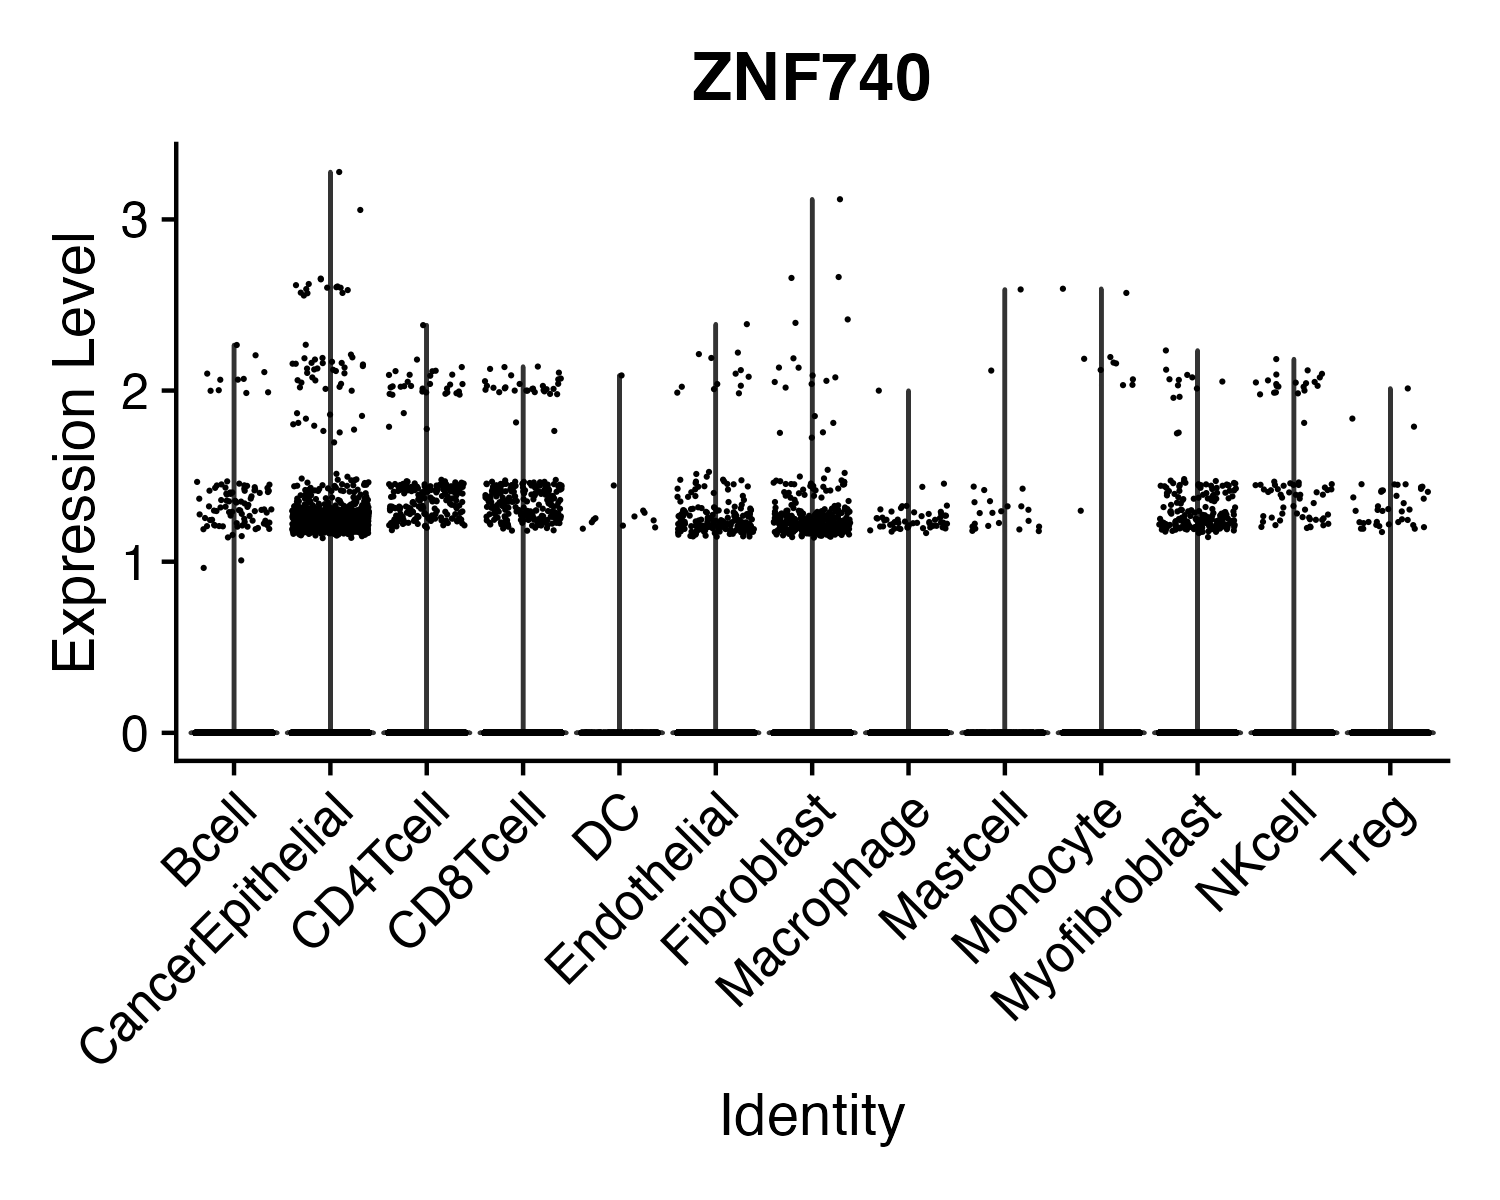 ZNF740
Expression Level
3
2
1
0
Bcell
CancerEpithelial
CD4Tcell
CD8Tcell
DC
Endothelial
Fibroblast
Macrophage
Mastcell
Monocyte
Myofibroblast
NKcell
Treg
Identity